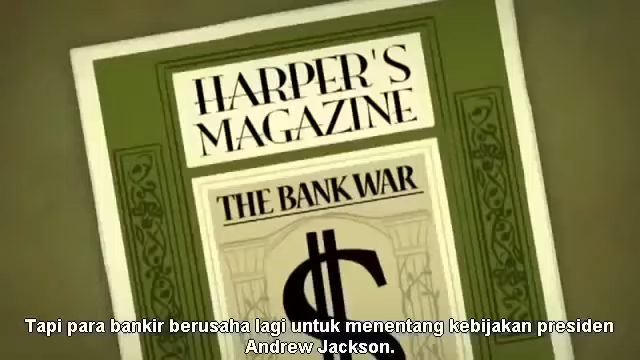 HARPER'S
MAGAZINE
THE BANK WAR
$
Tapi para bankir berusaha lagi untuk menentang kebijakan presiden
Andrew Jackson.